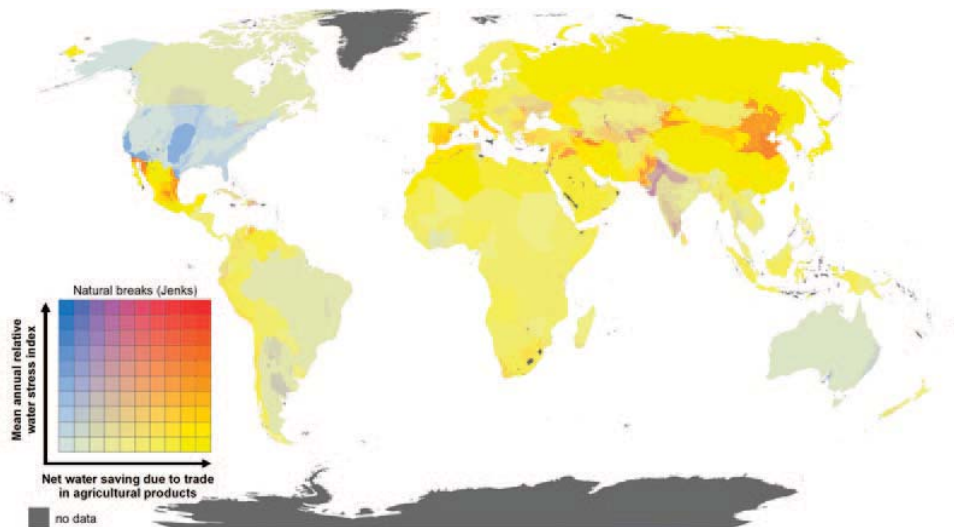 Natural breaks (Jenks)
Mean annual relative
water stress index
Net water saving due to trade
in agricultural products
no data